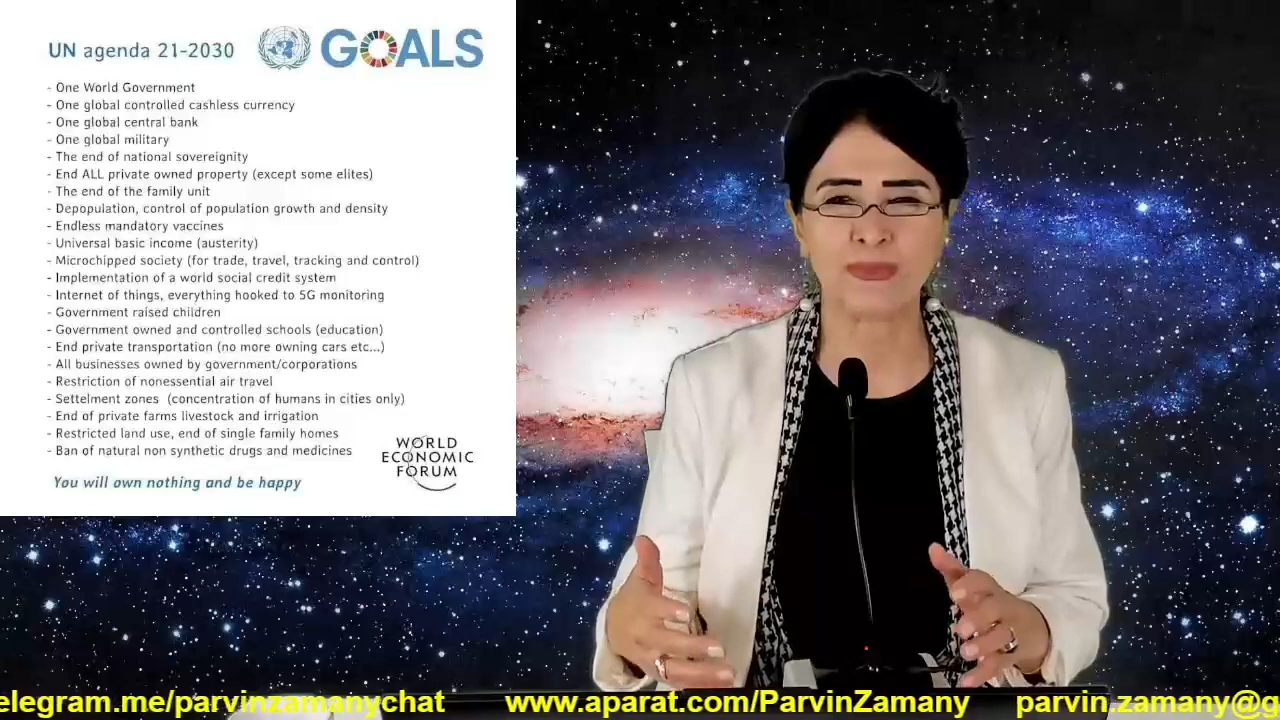 UN agenda 21-2030 GOALS
- One World Government
- One global controlled cashless currency
- One global central bank
- One global military
- The end of national sovereignity
- End ALL private owned property (except some elites)
- The end of the family unit
- Depopulation, control of population growth and density
- Endless mandatory vaccines
- Universal basic income (austerity)
- Microchipped society (for trade, travel, tracking and control)
- Implementation of a world social credit system
- Internet of things, everything hooked to 5G monitoring
- Government raised children
- Government owned and controlled schools (education)
- End private transportation (no more owning cars etc...)
- All businesses owned by government/corporations
- Restriction of nonessential air travel
- Settelment zones (concentration of humans in cities only)
- End of private farms livestock and irrigation
- Restricted land use, end of single family homes
- Ban of natural non synthetic drugs and medicines
WORLD
ECONOMIC
FORUM
You will own nothing and be happy
elegram.me/parvinzamanychat www.aparat.com/ParvinZamany parvin.zamany@g